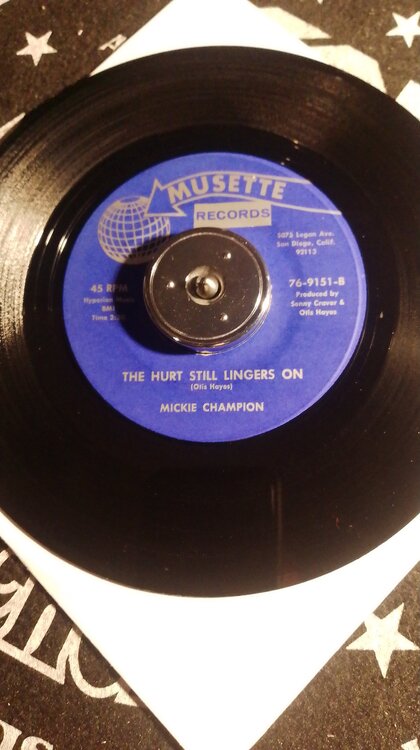 MUSETTE
RECORDS
5075 Logan Ave.
San Diego, Calif.
92113
45 RPM
Hyperion Music
BMI
Time
76-9151-B
Produced by
Sonny Craver &
Otis Hayes
THE HURT STILL LINGERS ON
(Otis Hayes)
MICKIE CHAMPION